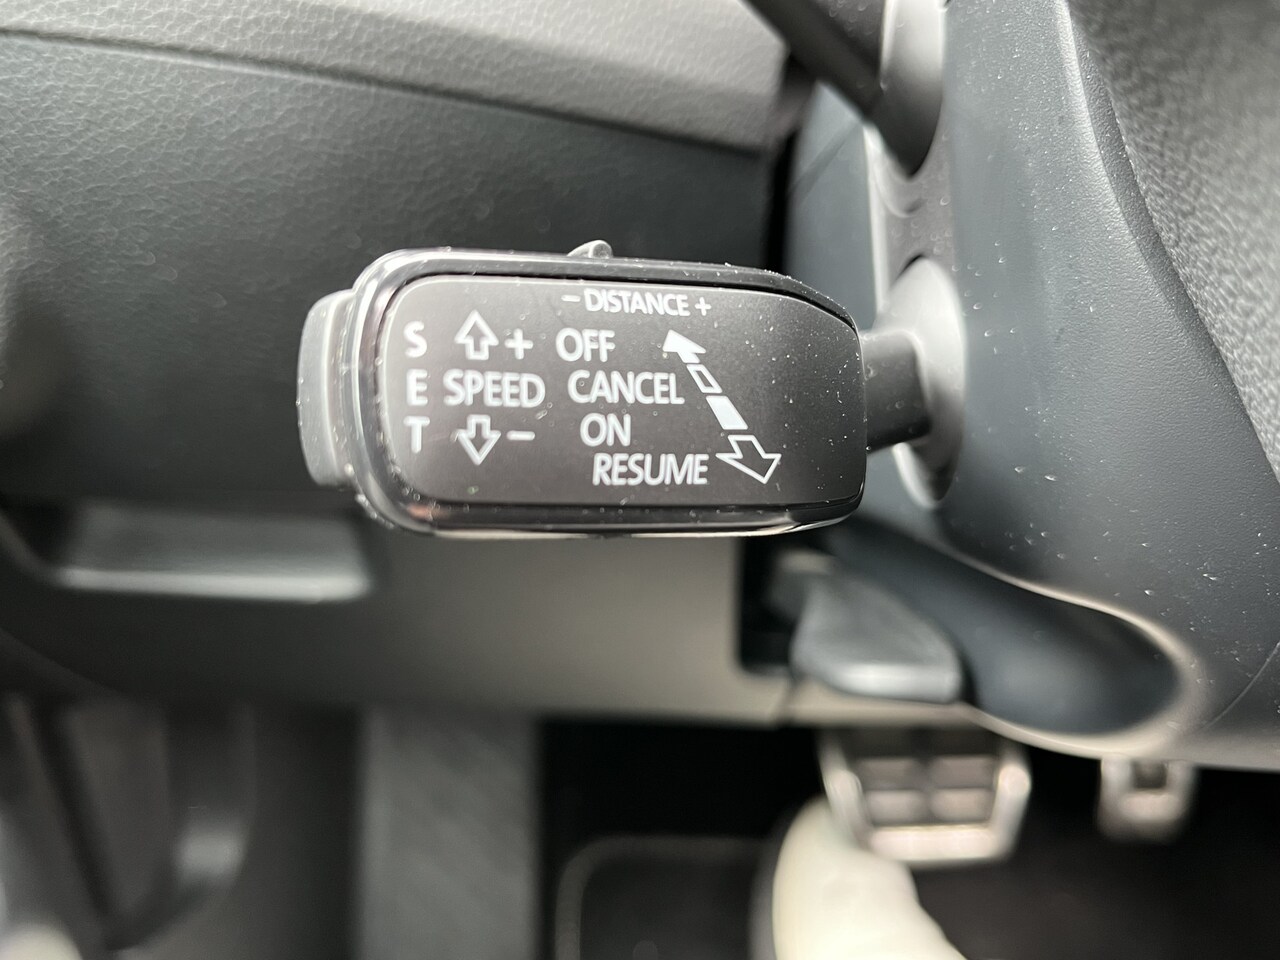 - DISTANCE +
S + OFF
E SPEED CANCEL
T - ON
RESUME